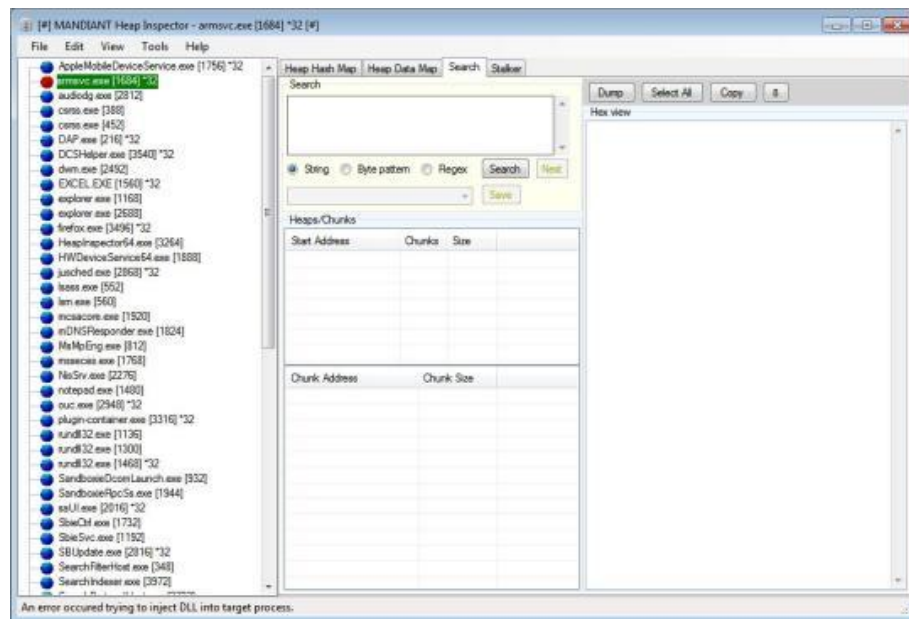 [#] MANDIANT Heap Inspector - armsvc.exe [1684] *32 [#]
File Edit View Tools Help
AppleMobileDeviceService.exe [1756] *32
armsvc.exe [1684] *32
audiodg.exe [2812]
csrss.exe [388]
csrss.exe [452]
DAP.exe [216] *32
DCSHelper.exe [3540] *32
dwm.exe [2492]
EXCEL.EXE [1560] *32
explorer.exe [1168]
explorer.exe [2688]
firefox.exe [3496] *32
HeapInspector64.exe [3264]
HWDeviceService64.exe [1888]
jusched.exe [2868] *32
lsass.exe [552]
lsm.exe [560]
mcsacore.exe [1920]
mDNSResponder.exe [1824]
MsMpEng.exe [812]
msseces.exe [1768]
NisSrv.exe [2276]
notepad.exe [1480]
ouc.exe [2948] *32
plugin-container.exe [3316] *32
rundll32.exe [1136]
rundll32.exe [1300]
rundll32.exe [1468] *32
SandboxieDcomLaunch.exe [932]
SandboxieRpcSs.exe [1944]
saUI.exe [2016] *32
SbieCtrl.exe [1732]
SbieSvc.exe [1192]
SBUpdate.exe [2816] *32
SearchFilterHost.exe [348]
SearchIndexer.exe [3972]
Heap Hash Map Heap Data Map Search Stalker
Search
String Byte pattern Regex Search Next
Save
Heaps/Chunks
Start Address Chunks Size
Chunk Address Chunk Size
Dump Select All Copy 8
Hex view
An error occured trying to inject DLL into target process.